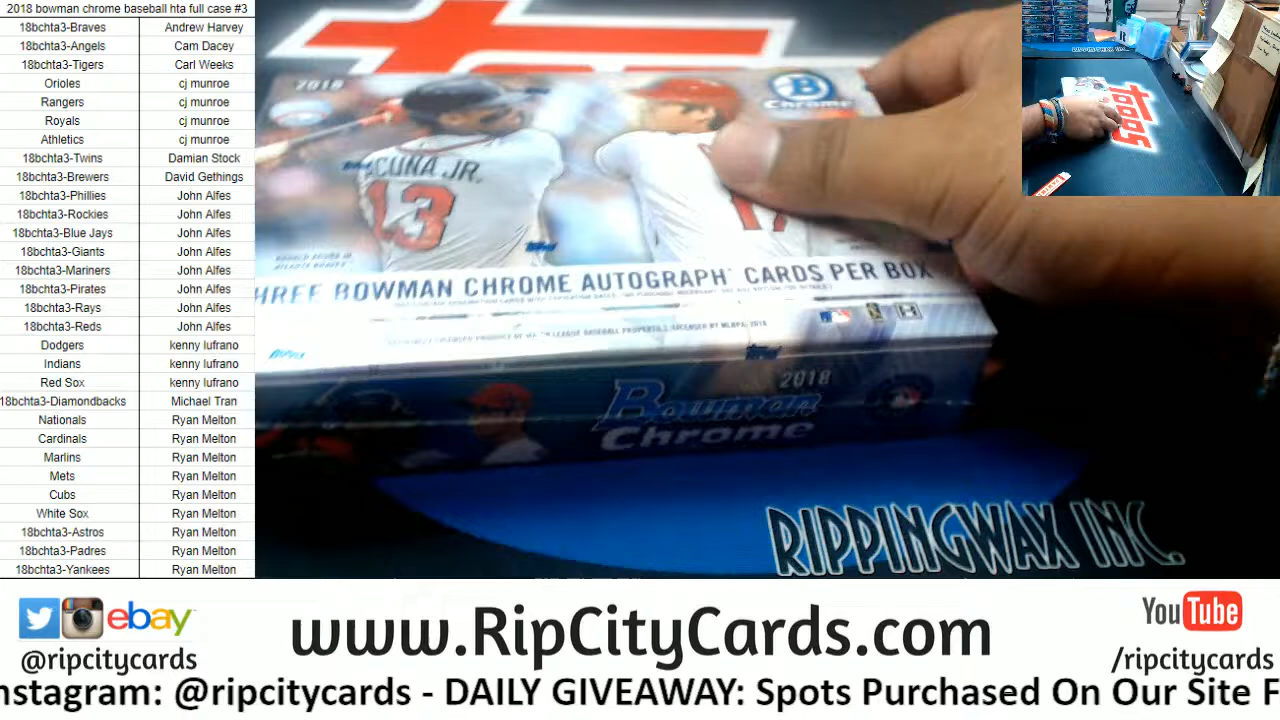 2018 bowman chrome baseball hta full case #3
18bchta3-Braves Andrew Harvey
18bchta3-Angels Cam Dacey
18bchta3-Tigers Carl Weeks
Orioles cj munroe
Rangers cj munroe
Royals cj munroe
Athletics cj munroe
18bchta3-Twins Damian Stock
18bchta3-Brewers David Gethings
18bchta3-Phillies John Alfes
18bchta3-Rockies John Alfes
18bchta3-Blue Jays John Alfes
18bchta3-Giants John Alfes
18bchta3-Mariners John Alfes
18bchta3-Pirates John Alfes
18bchta3-Rays John Alfes
18bchta3-Reds John Alfes
Dodgers kenny lufrano
Indians kenny lufrano
Red Sox kenny lufrano
18bchta3-Diamondbacks Michael Tran
Nationals Ryan Melton
Cardinals Ryan Melton
Marlins Ryan Melton
Mets Ryan Melton
Cubs Ryan Melton
White Sox Ryan Melton
18bchta3-Astros Ryan Melton
18bchta3-Padres Ryan Melton
18bchta3-Yankees Ryan Melton
2018
B
Chrome
CUNA JR.
13
17
HREE BOWMAN CHROME AUTOGRAPH CARDS PER BOX
Topps
2018
Bowman
Chrome
RIPPINGWAX INC.
Topps
ebay
@ripcitycards
www.RipCityCards.com
YouTube
/ripcitycards
nstagram: @ripcitycards - DAILY GIVEAWAY: Spots Purchased On Our Site F